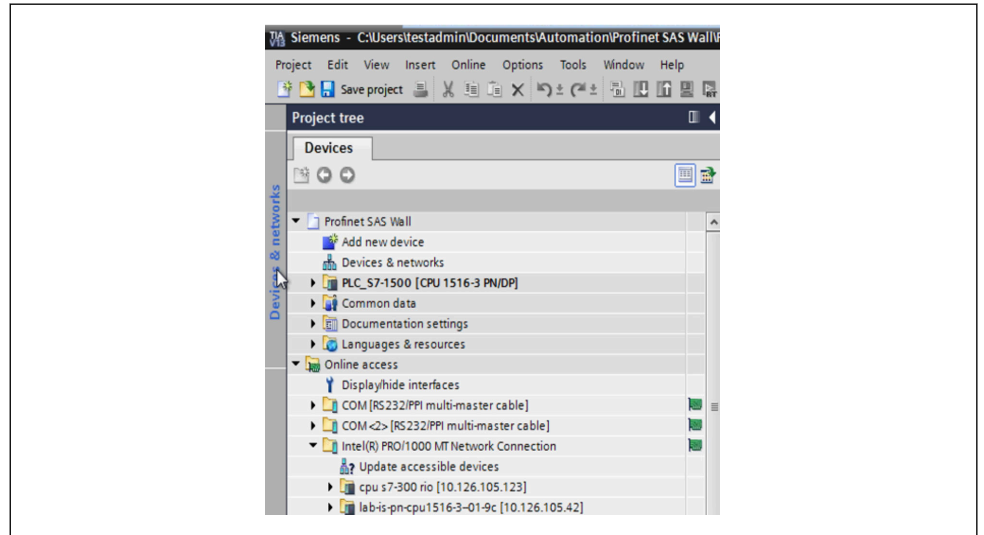 TIA V13 Siemens - C:\Users\testadmin\Documents\Automation\Profinet SAS Wall\
Project Edit View Insert Online Options Tools Window Help
Save project
Project tree
Devices
Devices & networks
Profinet SAS Wall
Add new device
Devices & networks
PLC_S7-1500 [CPU 1516-3 PN/DP]
Common data
Documentation settings
Languages & resources
Online access
Display/hide interfaces
COM [RS232/PPI multi-master cable]
COM <2> [RS232/PPI multi-master cable]
Intel(R) PRO/1000 MT Network Connection
Update accessible devices
cpu s7-300 rio [10.126.105.123]
lab-is-pn-cpu1516-3--01-9c [10.126.105.42]